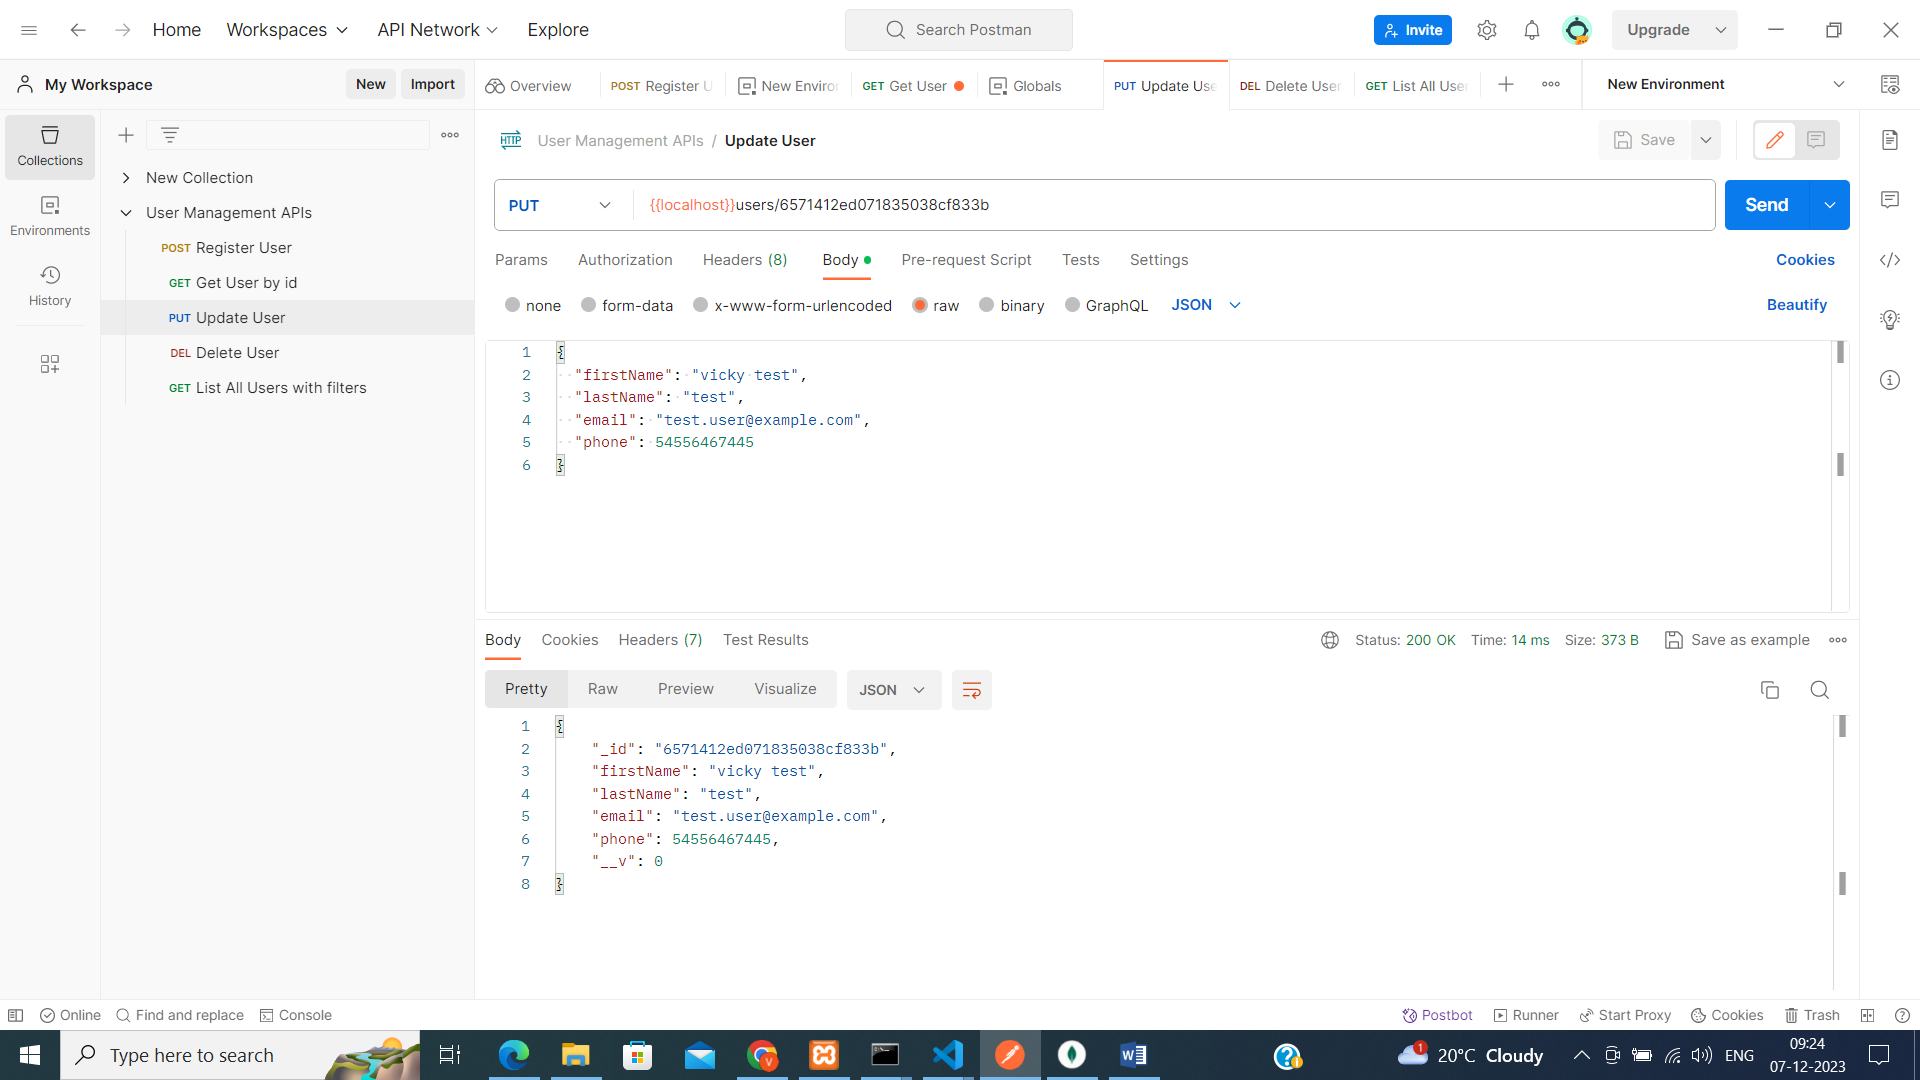 Home Workspaces API Network Explore Search Postman Invite Upgrade
My Workspace New Import Overview POST Register U New Enviror GET Get User Globals PUT Update Use DEL Delete User GET List All User New Environment
Collections
Environments
History
New Collection
User Management APIs
POST Register User
GET Get User by id
PUT Update User
DEL Delete User
GET List All Users with filters
HTTP User Management APIs / Update User Save
PUT {{localhost}}users/6571412ed071835038cf833b Send
Params Authorization Headers (8) Body Pre-request Script Tests Settings Cookies
none form-data x-www-form-urlencoded raw binary GraphQL JSON Beautify
1 {
2 "firstName": "vicky test",
3 "lastName": "test",
4 "email": "test.user@example.com",
5 "phone": 54556467445
6 }
Body Cookies Headers (7) Test Results Status: 200 OK Time: 14 ms Size: 373 B Save as example
Pretty Raw Preview Visualize JSON
1 {
2 "_id": "6571412ed071835038cf833b",
3 "firstName": "vicky test",
4 "lastName": "test",
5 "email": "test.user@example.com",
6 "phone": 54556467445,
7 "__v": 0
8 }
Online Find and replace Console Postbot Runner Start Proxy Cookies Trash
Type here to search 1 20°C Cloudy ENG 09:24
07-12-2023